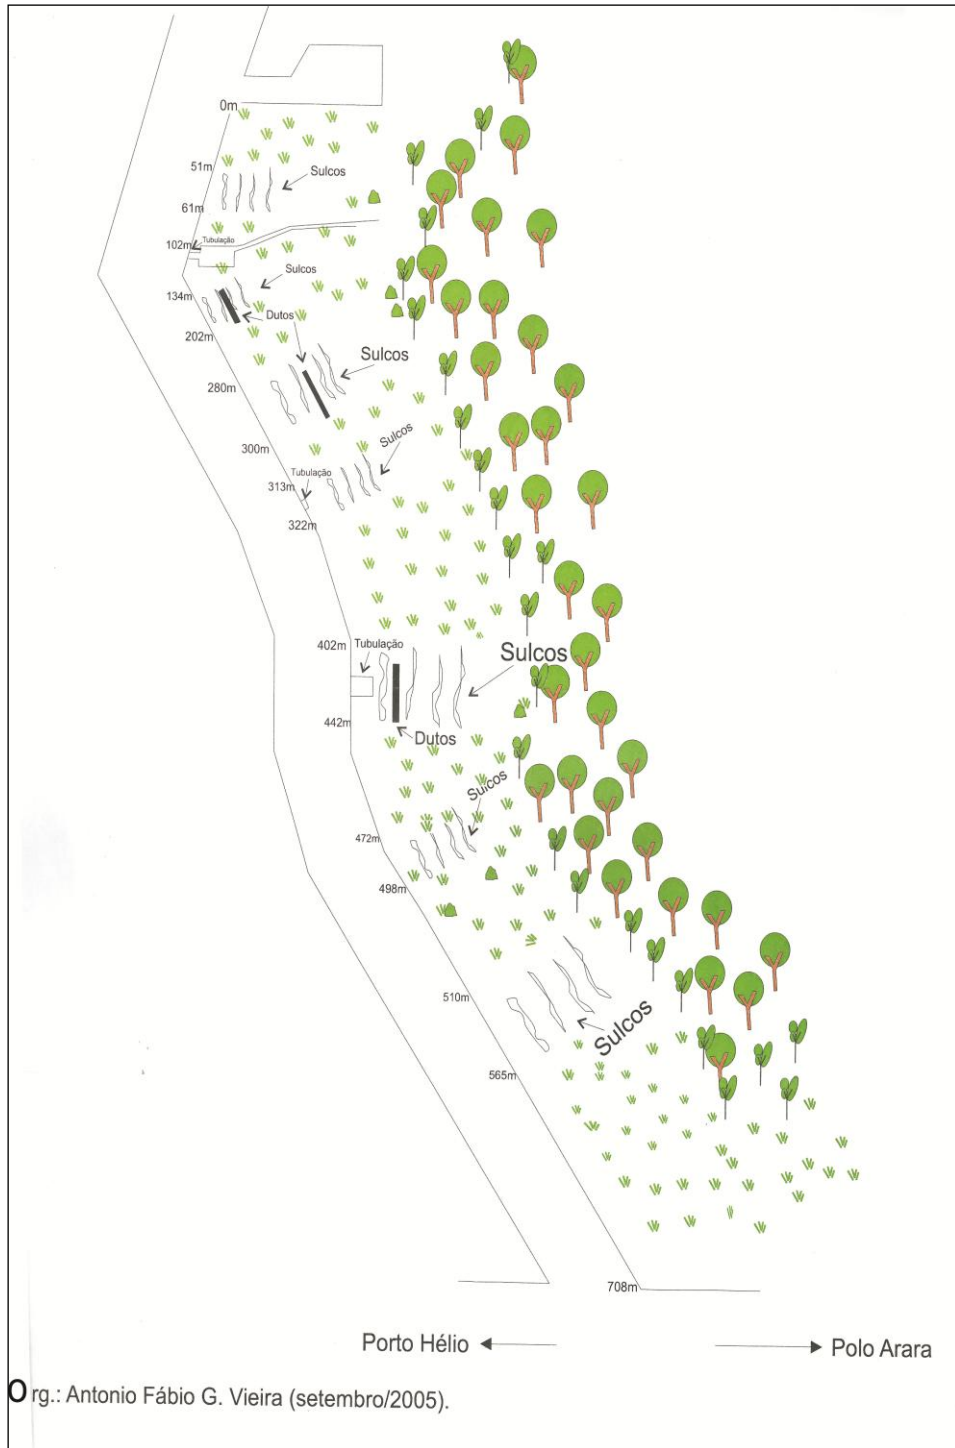 0m
51m
Sulcos
61m
102m
Tubulação
Sulcos
134m
Dutos
202m
Sulcos
280m
Sulcos
300m
Tubulação
313m
322m
402m
Tubulação
Sulcos
442m
Dutos
Sulcos
472m
498m
510m
Sulcos
565m
708m
Porto Hélio
Polo Arara
Org.: Antonio Fábio G. Vieira (setembro/2005).